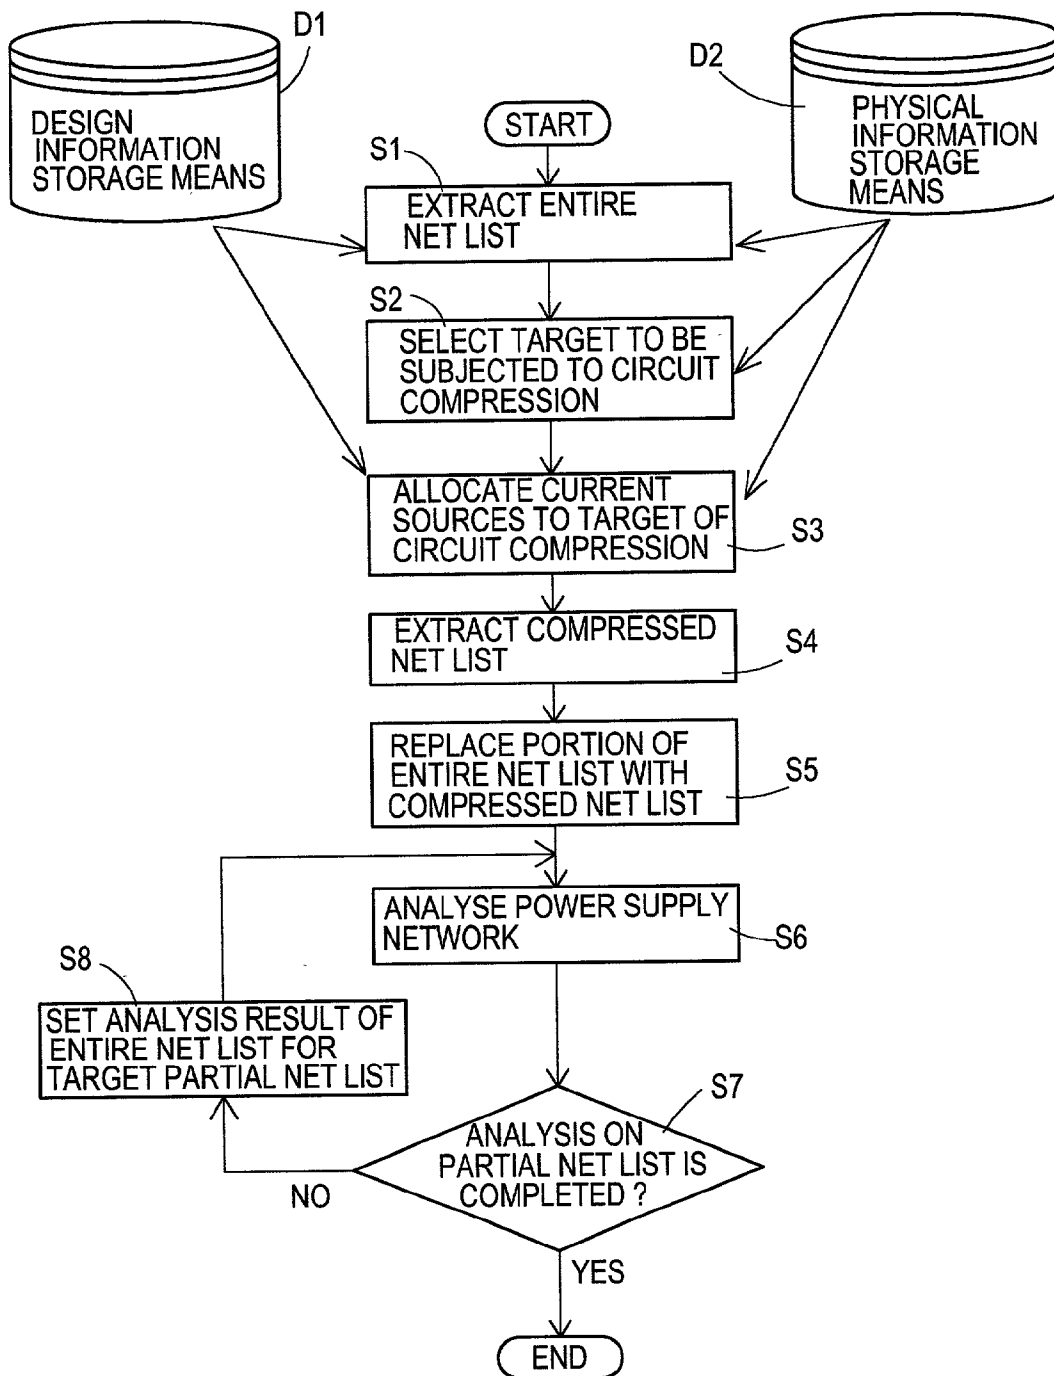 D1
DESIGN
INFORMATION
STORAGE MEANS
D2
PHYSICAL
INFORMATION
STORAGE
MEANS
START
S1
EXTRACT ENTIRE
NET LIST
S2
SELECT TARGET TO BE
SUBJECTED TO CIRCUIT
COMPRESSION
ALLOCATE CURRENT
SOURCES TO TARGET OF
CIRCUIT COMPRESSION
S3
EXTRACT COMPRESSED
NET LIST
S4
REPLACE PORTION OF
ENTIRE NET LIST WITH
COMPRESSED NET LIST
S5
ANALYSE POWER SUPPLY
NETWORK
S6
S8
SET ANALYSIS RESULT OF
ENTIRE NET LIST FOR
TARGET PARTIAL NET LIST
S7
ANALYSIS ON
PARTIAL NET LIST IS
COMPLETED ?
NO
YES
END